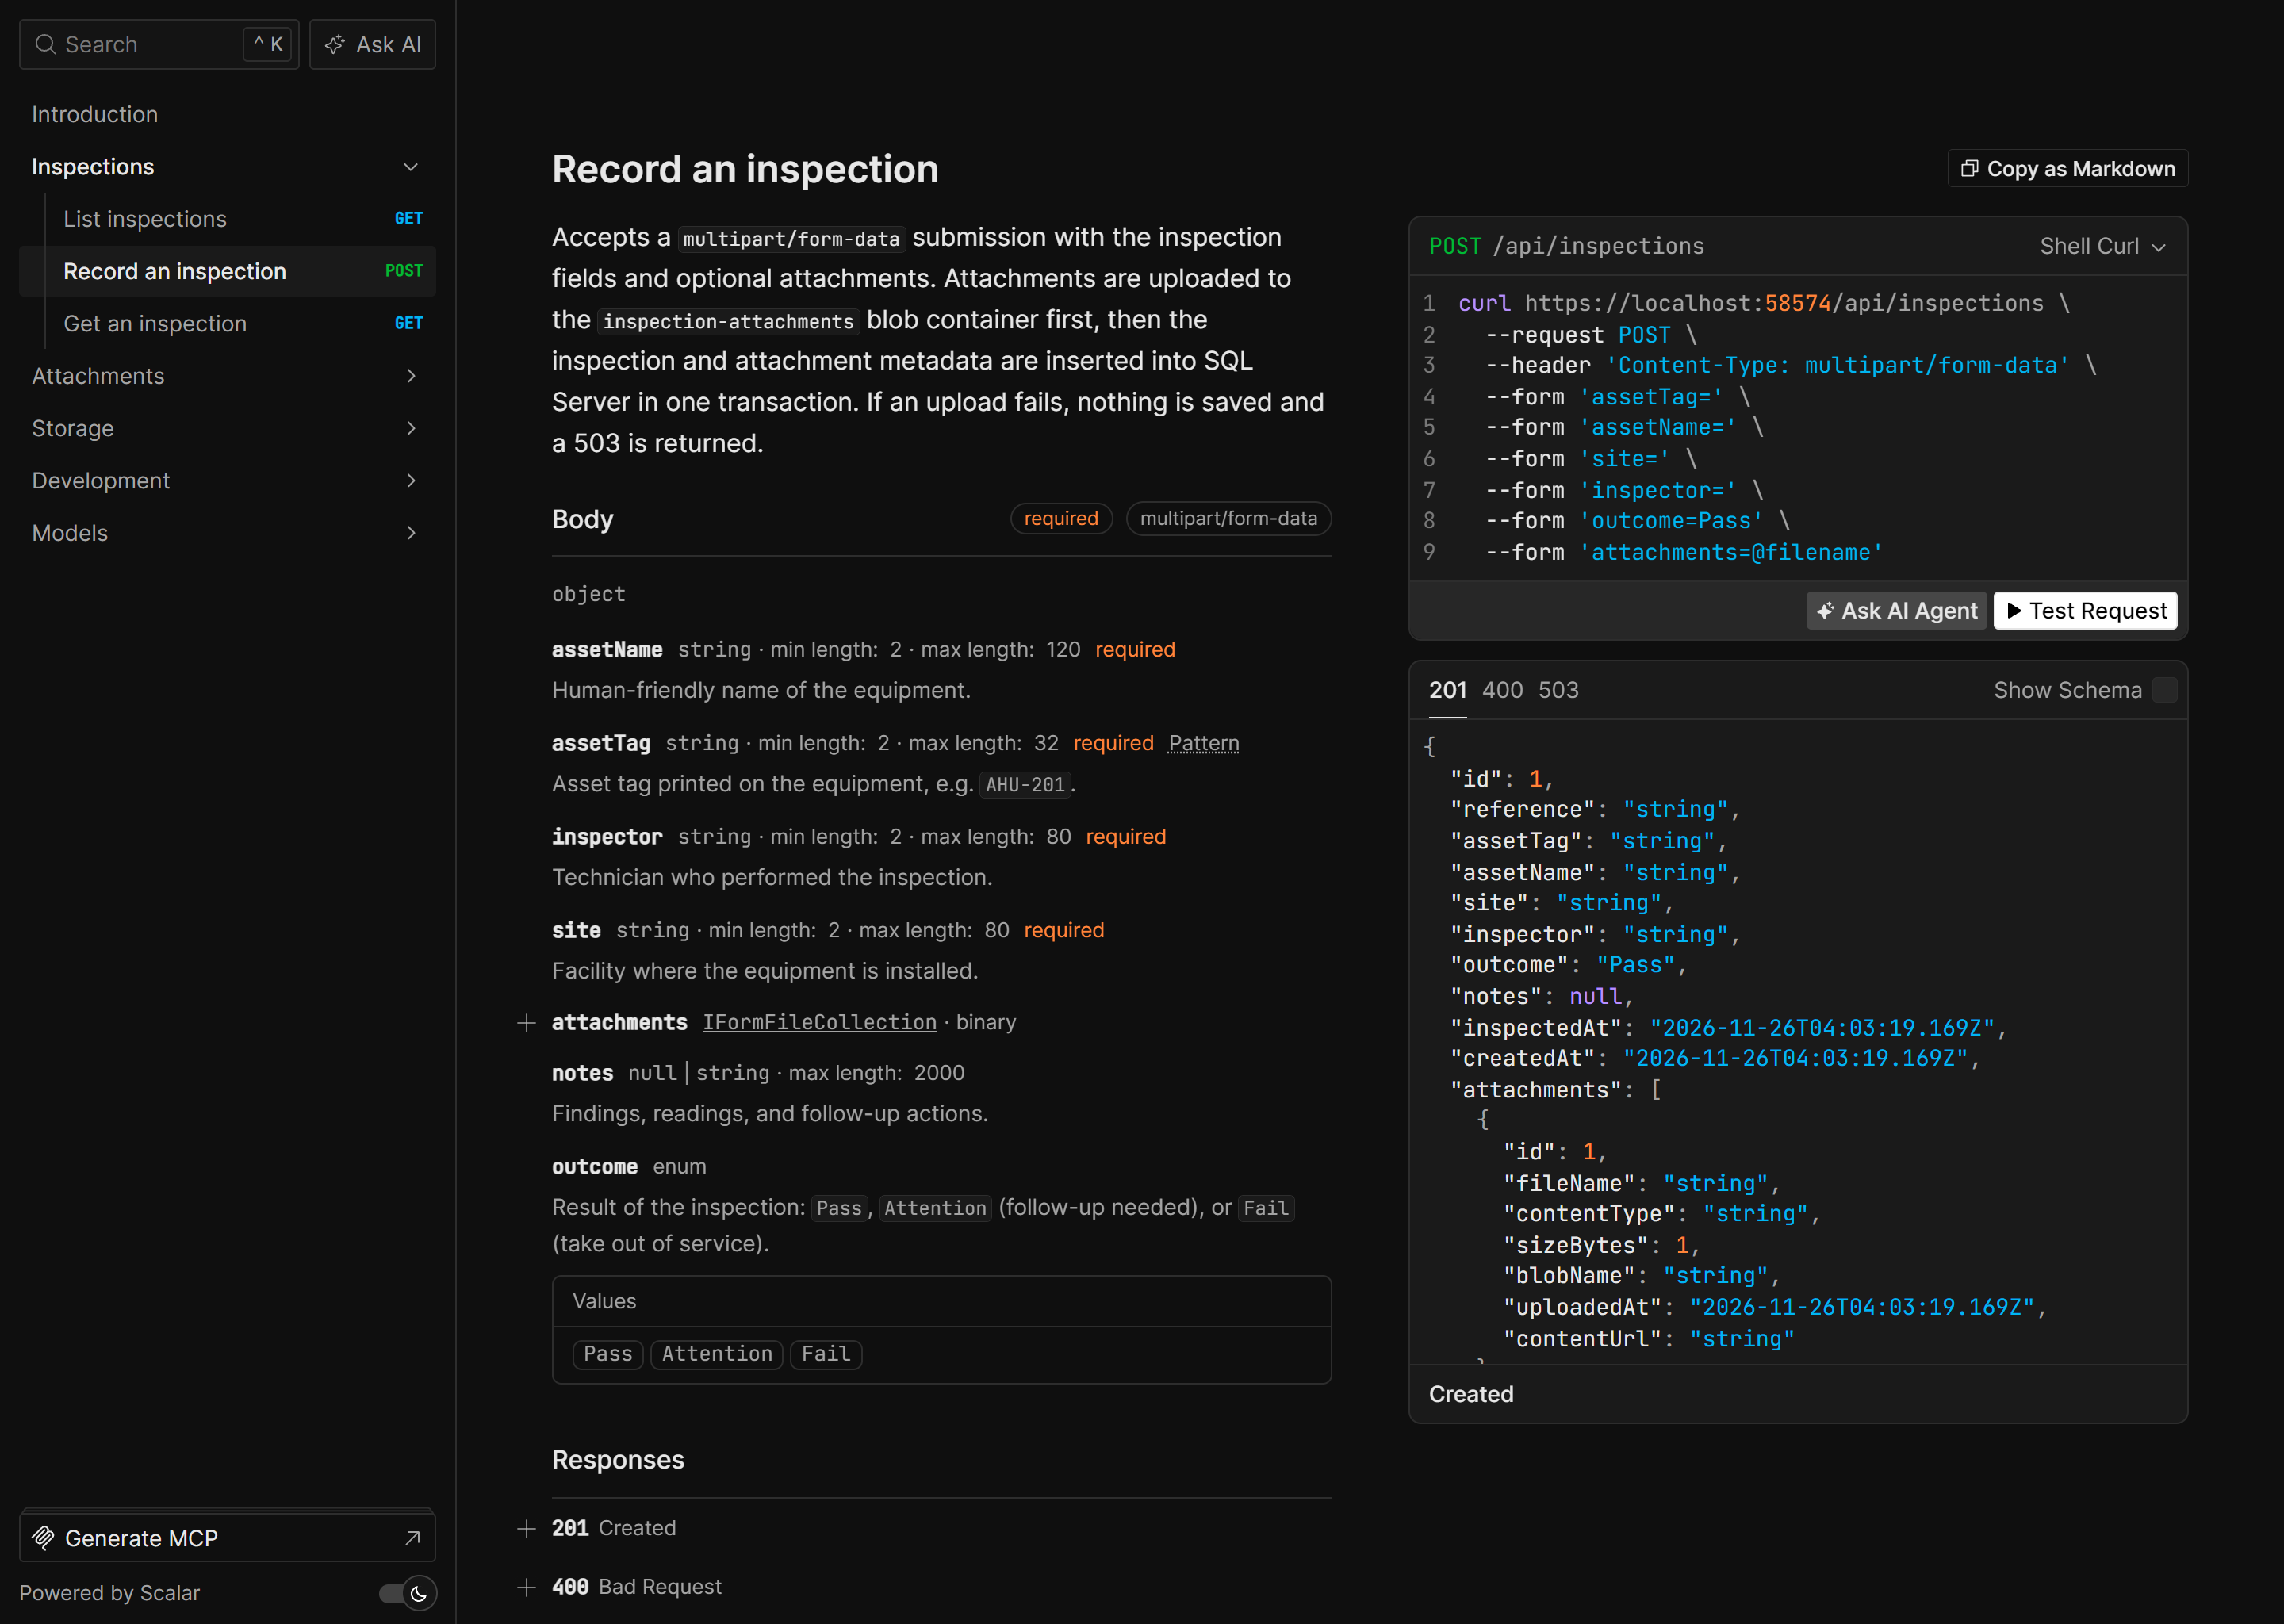 Search
^ K
Ask AI
Introduction
Inspections
List inspections GET
Record an inspection POST
Get an inspection GET
Attachments
Storage
Development
Models
Generate MCP
Powered by Scalar
Record an inspection
Accepts a multipart/form-data submission with the inspection
fields and optional attachments. Attachments are uploaded to
the inspection-attachments blob container first, then the
inspection and attachment metadata are inserted into SQL
Server in one transaction. If an upload fails, nothing is saved and
a 503 is returned.
Body required multipart/form-data
object
assetName string · min length: 2 · max length: 120 required
Human-friendly name of the equipment.
assetTag string · min length: 2 · max length: 32 required Pattern
Asset tag printed on the equipment, e.g. AHU-201.
inspector string · min length: 2 · max length: 80 required
Technician who performed the inspection.
site string · min length: 2 · max length: 80 required
Facility where the equipment is installed.
attachments IFormFileCollection · binary
notes null | string · max length: 2000
Findings, readings, and follow-up actions.
outcome enum
Result of the inspection: Pass, Attention (follow-up needed), or Fail
(take out of service).
Values
Pass Attention Fail
Responses
201 Created
400 Bad Request
Copy as Markdown
POST /api/inspections Shell Curl
1 curl https://localhost:58574/api/inspections \
2 --request POST \
3 --header 'Content-Type: multipart/form-data' \
4 --form 'assetTag=' \
5 --form 'assetName=' \
6 --form 'site=' \
7 --form 'inspector=' \
8 --form 'outcome=Pass' \
9 --form 'attachments=@filename'
Ask AI Agent Test Request
201 400 503 Show Schema
{
"id": 1,
"reference": "string",
"assetTag": "string",
"assetName": "string",
"site": "string",
"inspector": "string",
"outcome": "Pass",
"notes": null,
"inspectedAt": "2026-11-26T04:03:19.169Z",
"createdAt": "2026-11-26T04:03:19.169Z",
"attachments": [
{
"id": 1,
"fileName": "string",
"contentType": "string",
"sizeBytes": 1,
"blobName": "string",
"uploadedAt": "2026-11-26T04:03:19.169Z",
"contentUrl": "string"
}
Created